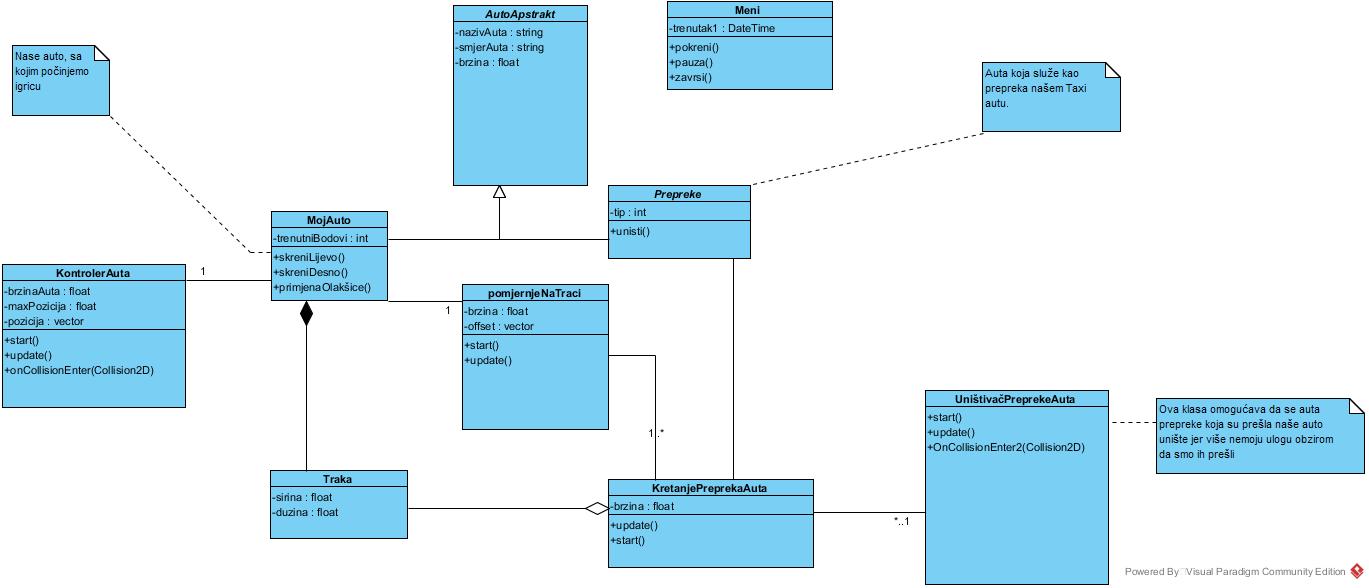 AutoApstrakt
-nazivAuta : string
-smjerAuta : string
-brzina : float
Meni
-trenutak1 : DateTime
+pokreni()
+pauza()
+zavrsi()
Nase auto, sa
kojim počinjemo
igricu
Auta koja služe kao
prepreka našem Taxi
autu.
Prepreke
-tip : int
+unisti()
MojAuto
-trenutniBodovi : int
+skreniLijevo()
+skreniDesno()
+primjenaOlakšice()
KontrolerAuta
-brzinaAuta : float
-maxPozicija : float
-pozicija : vector
+start()
+update()
+onCollisionEnter(Collision2D)
1
pomjernjeNaTraci
-brzina : float
-offset : vector
+start()
+update()
1
1..*
UništivačPreprekeAuta
+start()
+update()
+OnCollisionEnter2(Collision2D)
Ova klasa omogućava da se auta
prepreke koja su prešla naše auto
unište jer više nemoju ulogu obzirom
da smo ih prešli
Traka
-sirina : float
-duzina : float
KretanjePreprekaAuta
-brzina : float
+update()
+start()
*..1
Powered By Visual Paradigm Community Edition